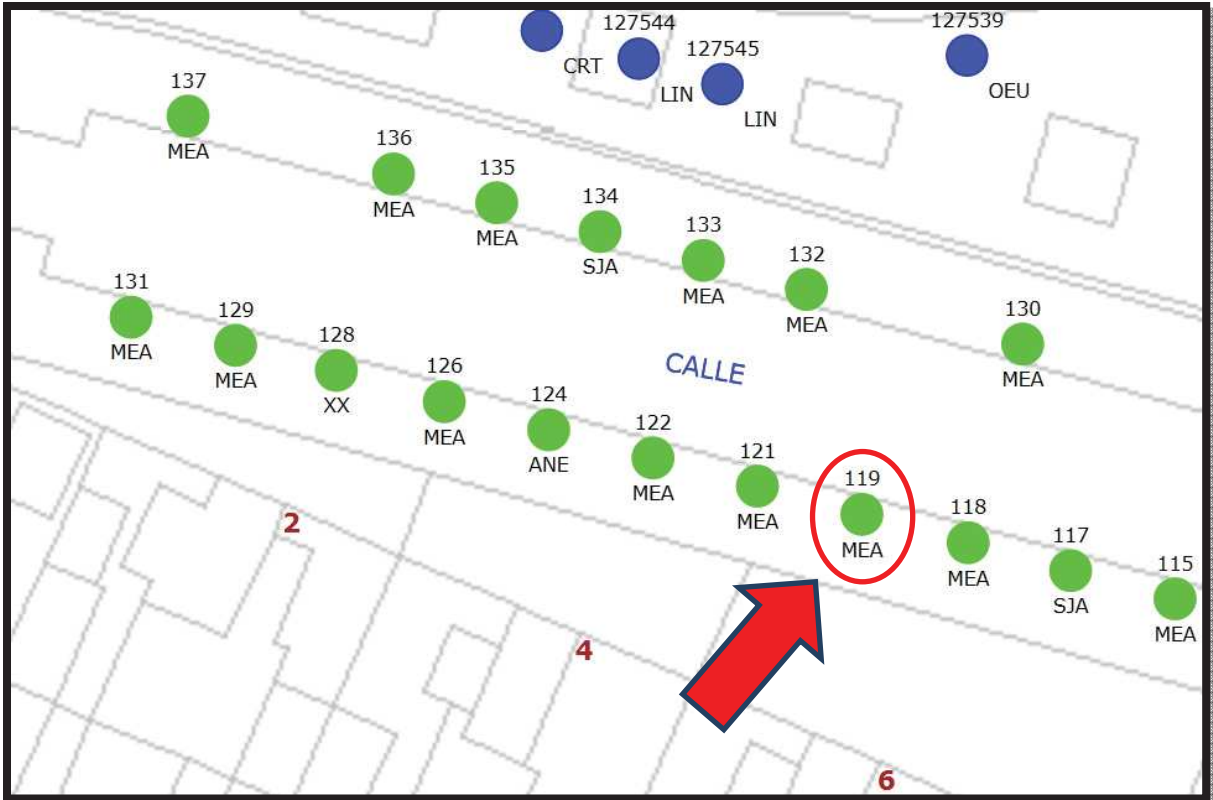 127544
127539
127545
CRT
LIN
OEU
LIN
137
MEA
136
MEA
135
MEA
134
SJA
133
MEA
132
MEA
130
MEA
131
MEA
129
MEA
128
XX
126
MEA
124
ANE
122
MEA
121
MEA
119
MEA
118
MEA
117
SJA
115
MEA
CALLE
2
4
6